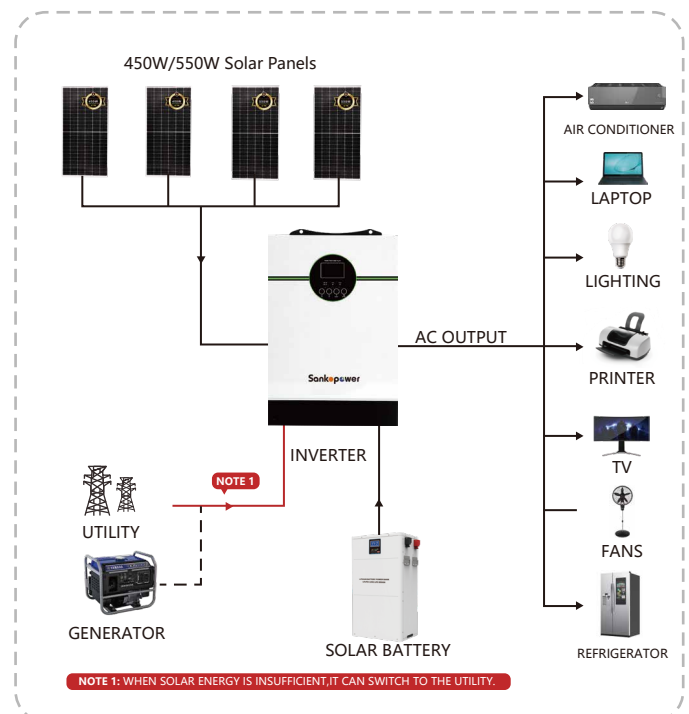 450W/550W Solar Panels
AIR CONDITIONER
LAPTOP
LIGHTING
AC OUTPUT
PRINTER
Sankopower
INVERTER
TV
NOTE 1
UTILITY
FANS
GENERATOR
SOLAR BATTERY
REFRIGERATOR
NOTE 1: WHEN SOLAR ENERGY IS INSUFFICIENT,IT CAN SWITCH TO THE UTILITY.